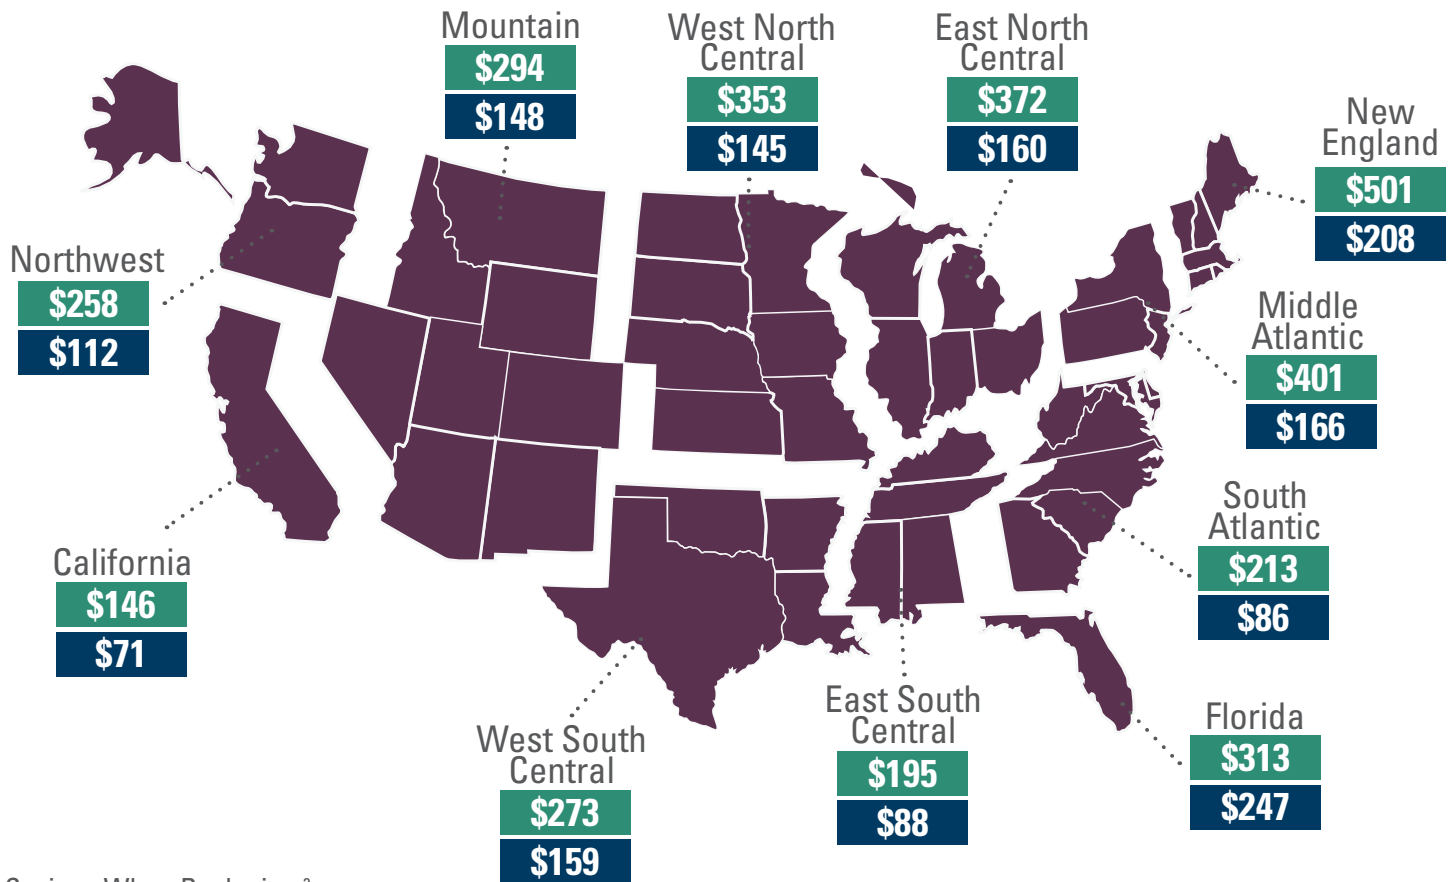 Mountain
$294
$148
West North
Central
$353
$145
East North
Central
$372
$160
New
England
$501
$208
Northwest
$258
$112
Middle
Atlantic
$401
$166
South
Atlantic
$213
$86
California
$146
$71
East South
Central
$195
$88
Florida
$313
$247
West South
Central
$273
$159